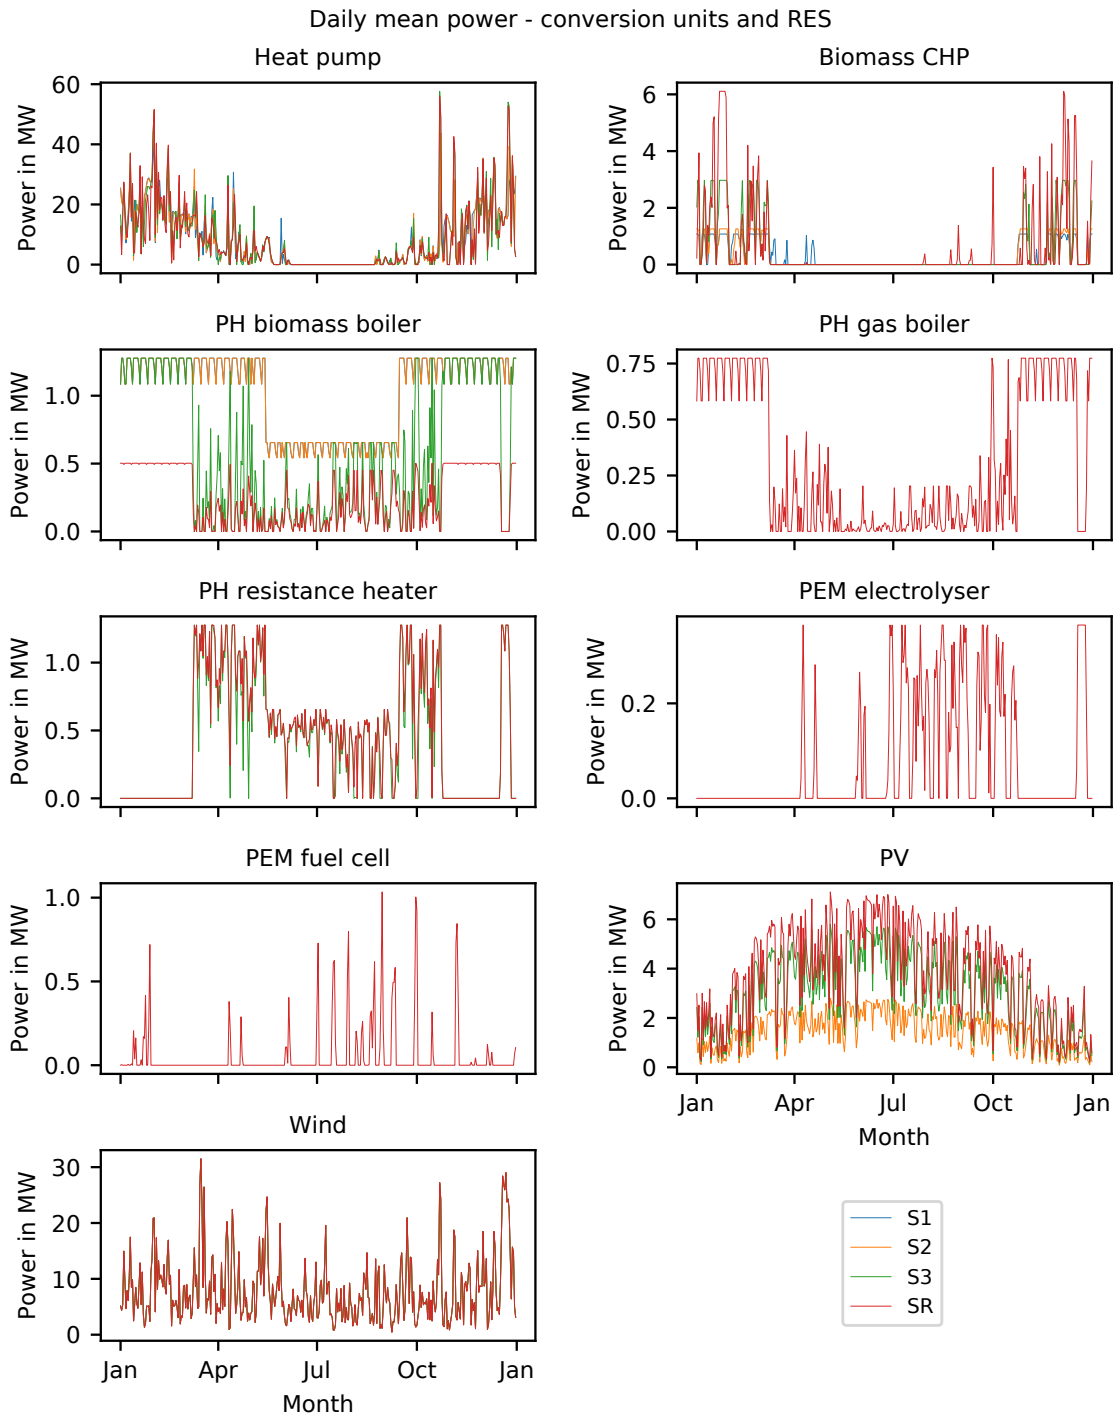 Daily mean power - conversion units and RES
Heat pump
Power in MW
60
40
20
0
Biomass CHP
Power in MW
6
4
2
0
PH biomass boiler
Power in MW
1.0
0.5
0.0
PH gas boiler
Power in MW
0.75
0.50
0.25
0.00
PH resistance heater
Power in MW
1.0
0.5
0.0
PEM electrolyser
Power in MW
0.2
0.0
PEM fuel cell
Power in MW
1.0
0.5
0.0
PV
Power in MW
6
4
2
0
Jan Apr Jul Oct Jan
Month
Wind
Power in MW
30
20
10
0
Jan Apr Jul Oct Jan
Month
S1
S2
S3
SR